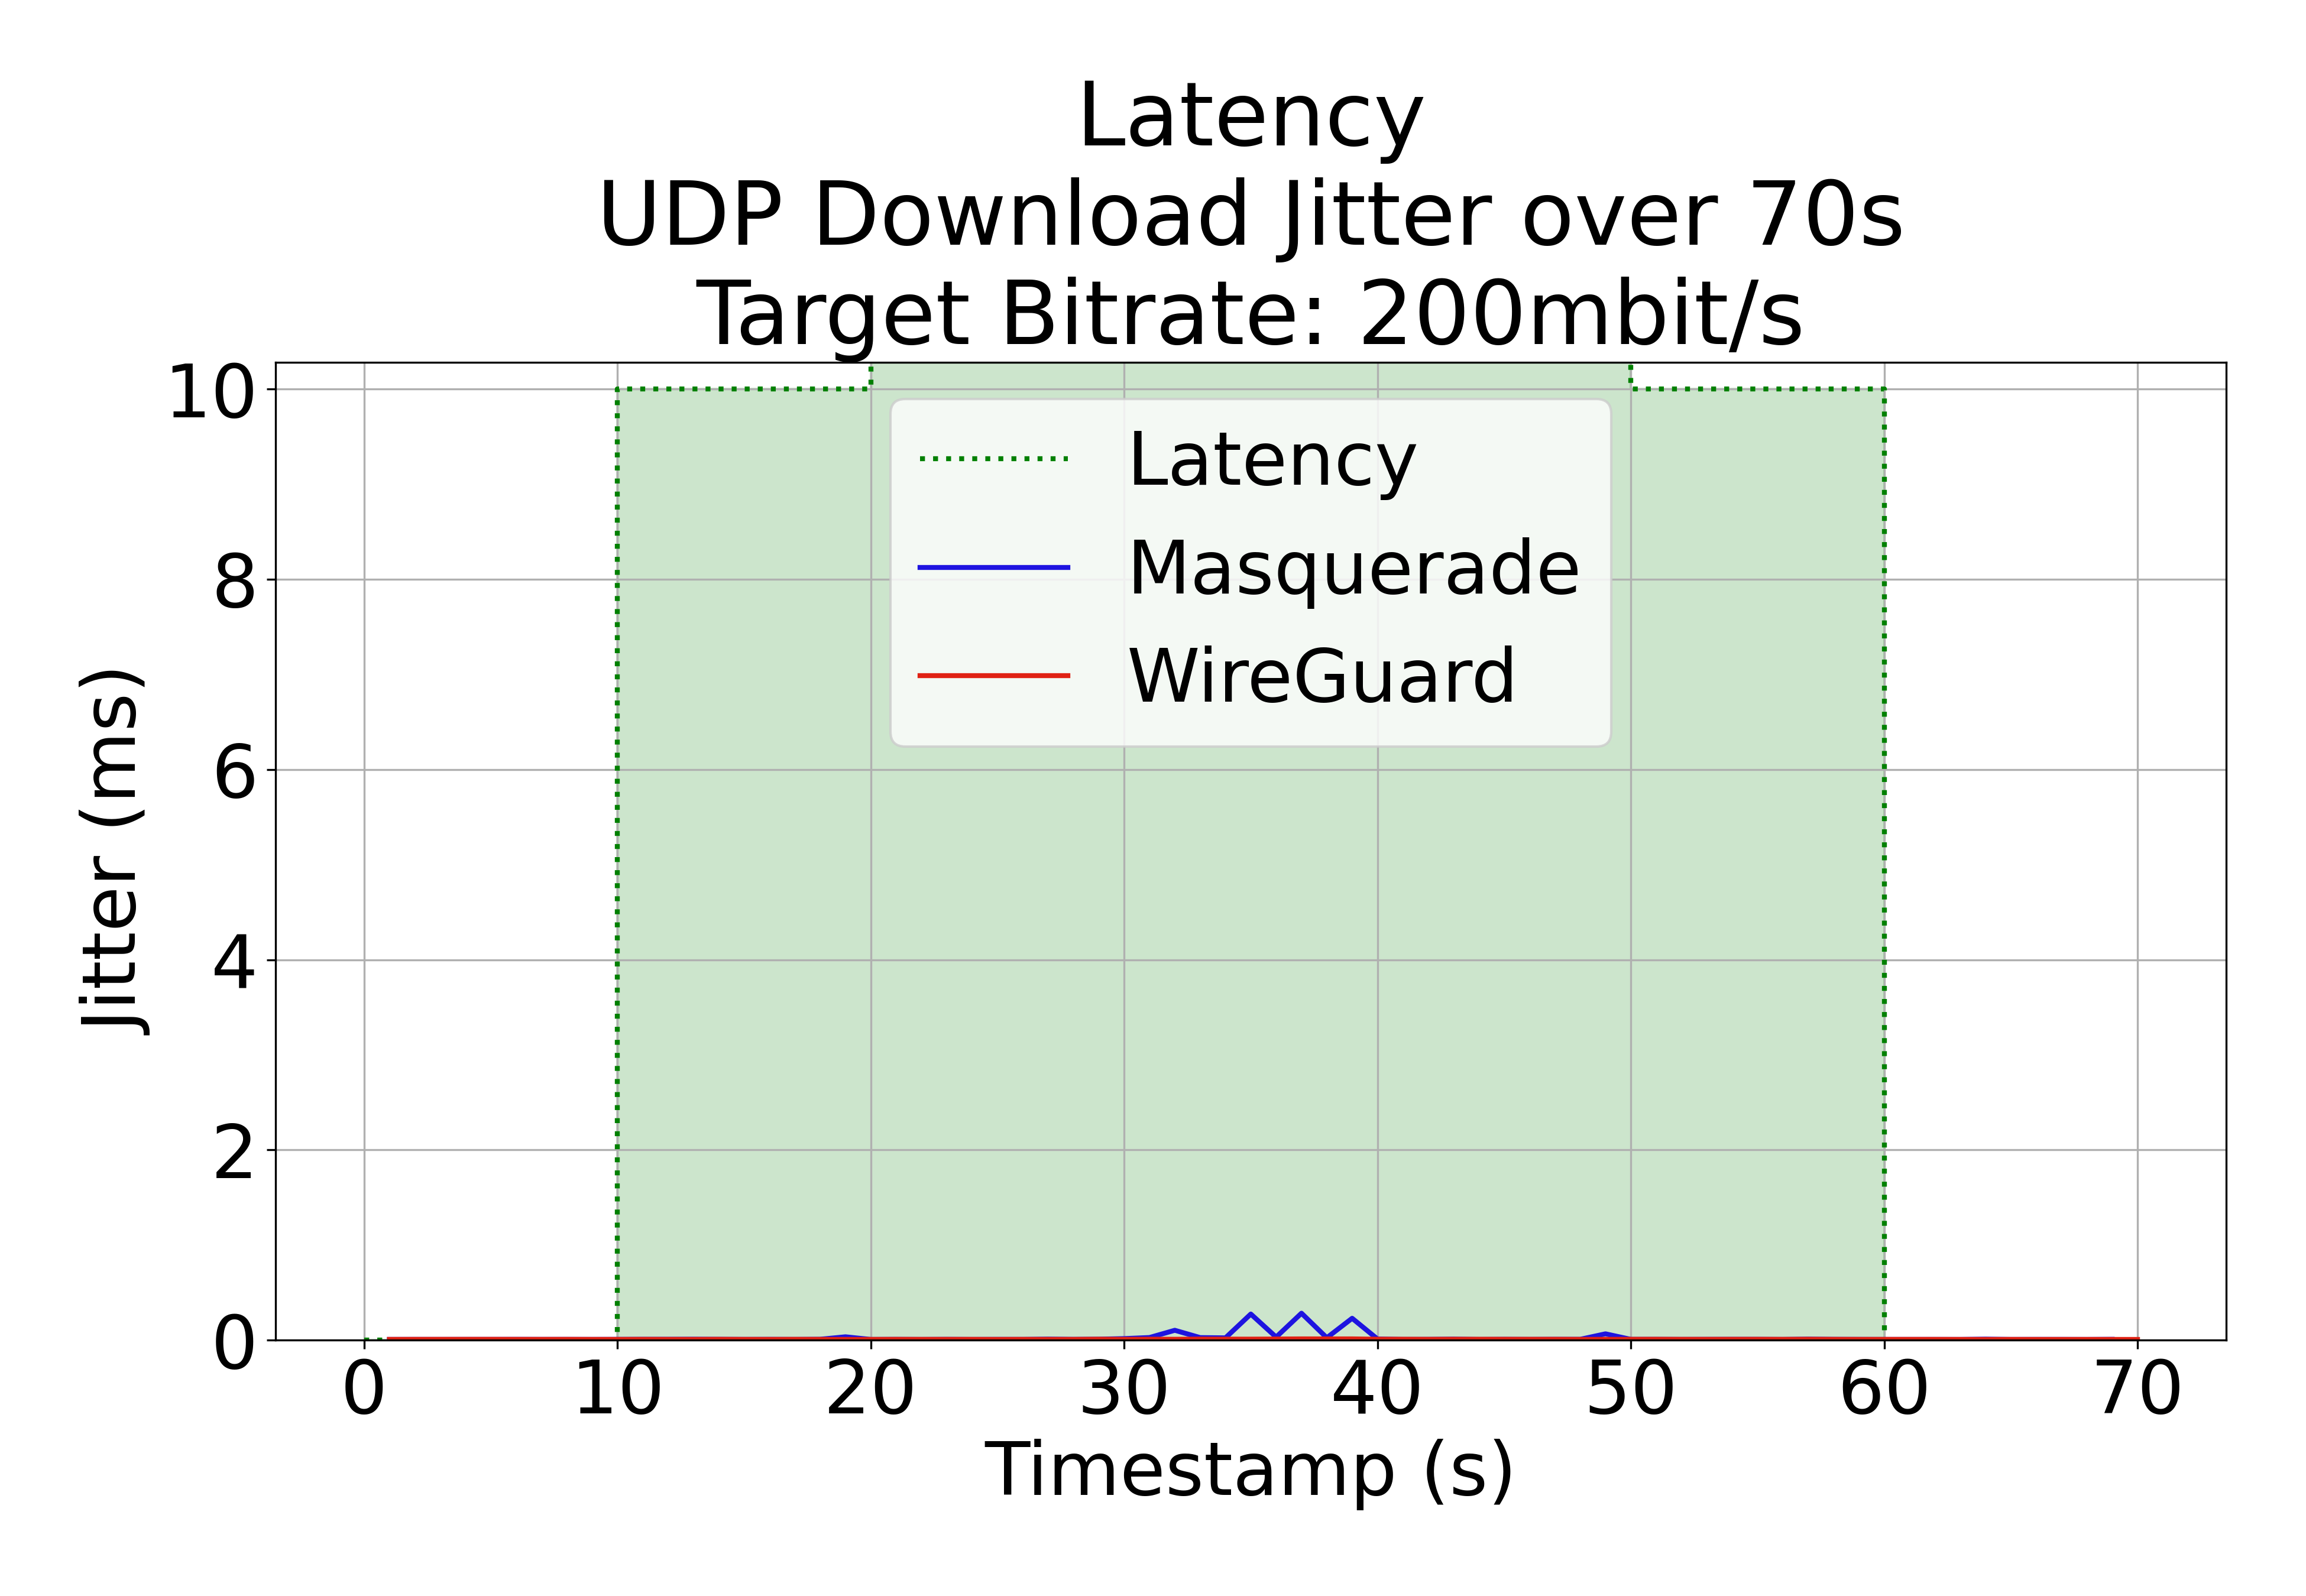 Latency
UDP Download Jitter over 70s
Target Bitrate: 200mbit/s
10
8
6
4
2
0
Jitter (ms)
Latency
Masquerade
WireGuard
0 10 20 30 40 50 60 70
Timestamp (s)